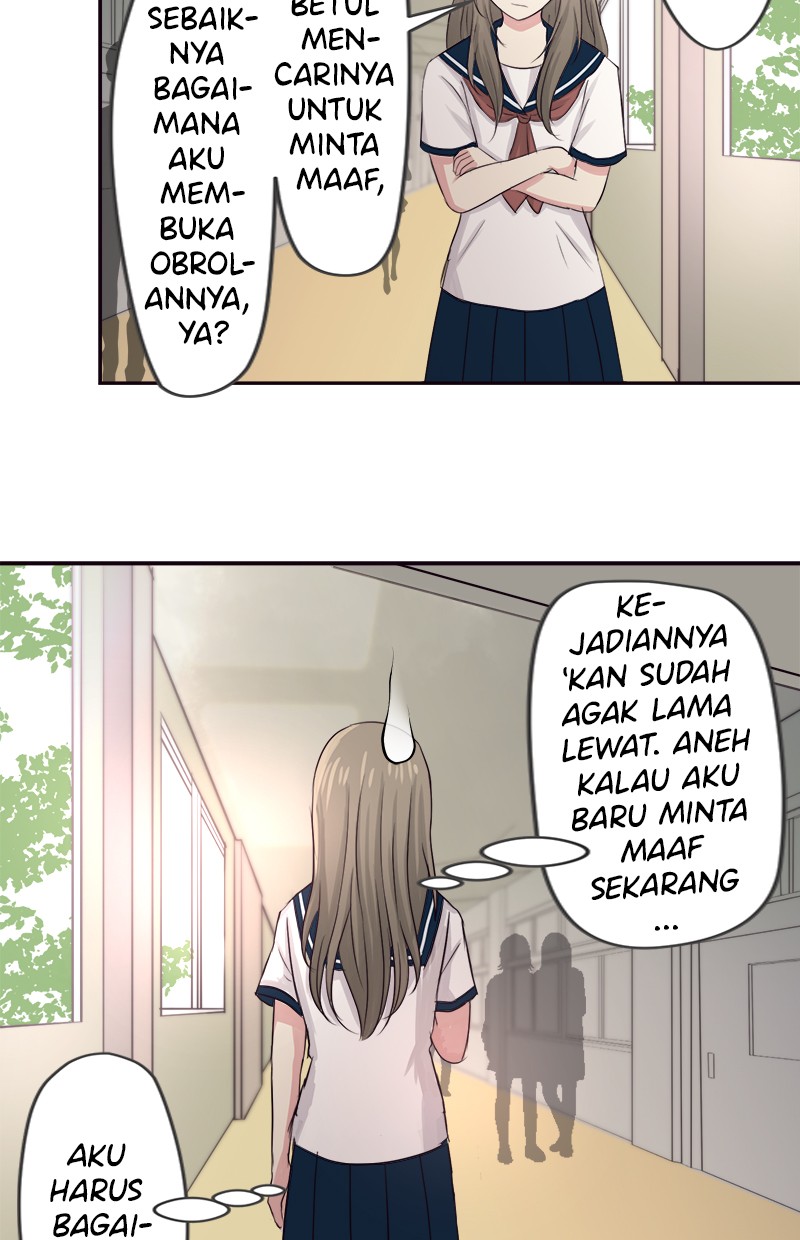 BETUL
MEN-
CARINYA
UNTUK
MINTA
MAAF,
SEBAIK-
NYA
BAGAI-
MANA
AKU
MEM-
BUKA
OBROL-
ANNYA,
YA?
KE-
JADIANNYA
'KAN SUDAH
AGAK LAMA
LEWAT. ANEH
KALAU AKU
BARU MINTA
MAAF
SEKARANG
...
AKU
HARUS
BAGAI-